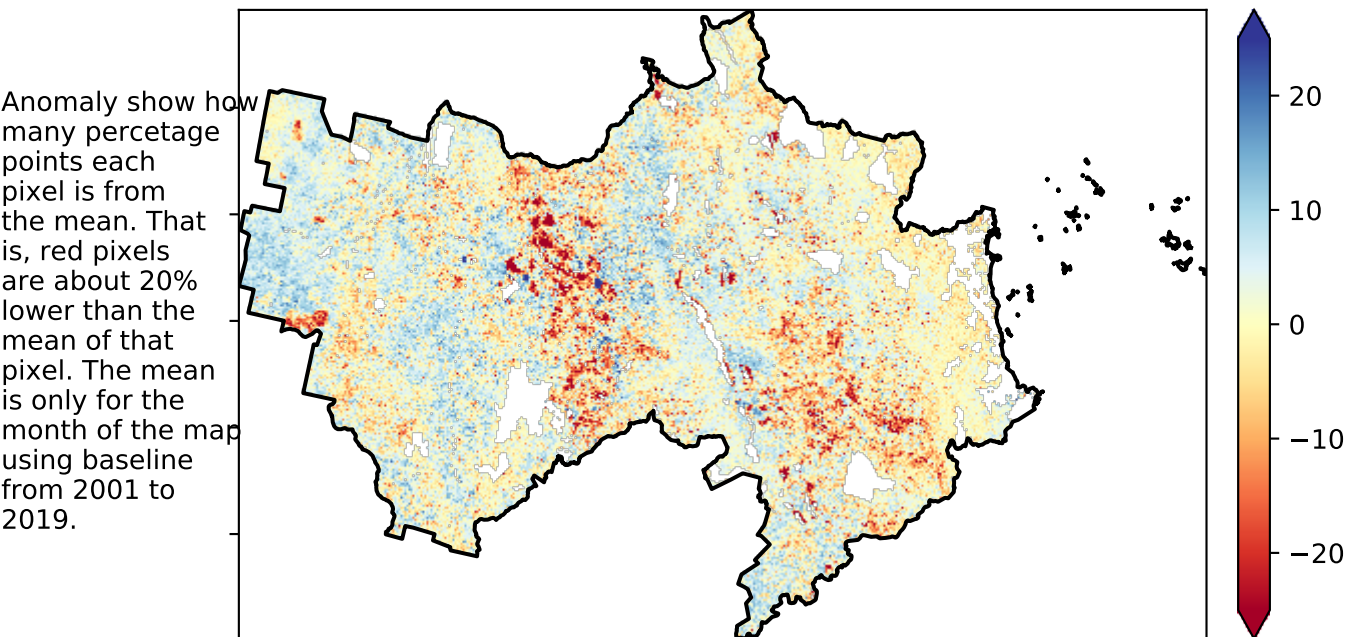 Anomaly show how
many percetage
points each
pixel is from
the mean. That
is, red pixels
are about 20%
lower than the
mean of that
pixel. The mean
is only for the
month of the map
using baseline
from 2001 to
2019.
20
10
0
−10
−20